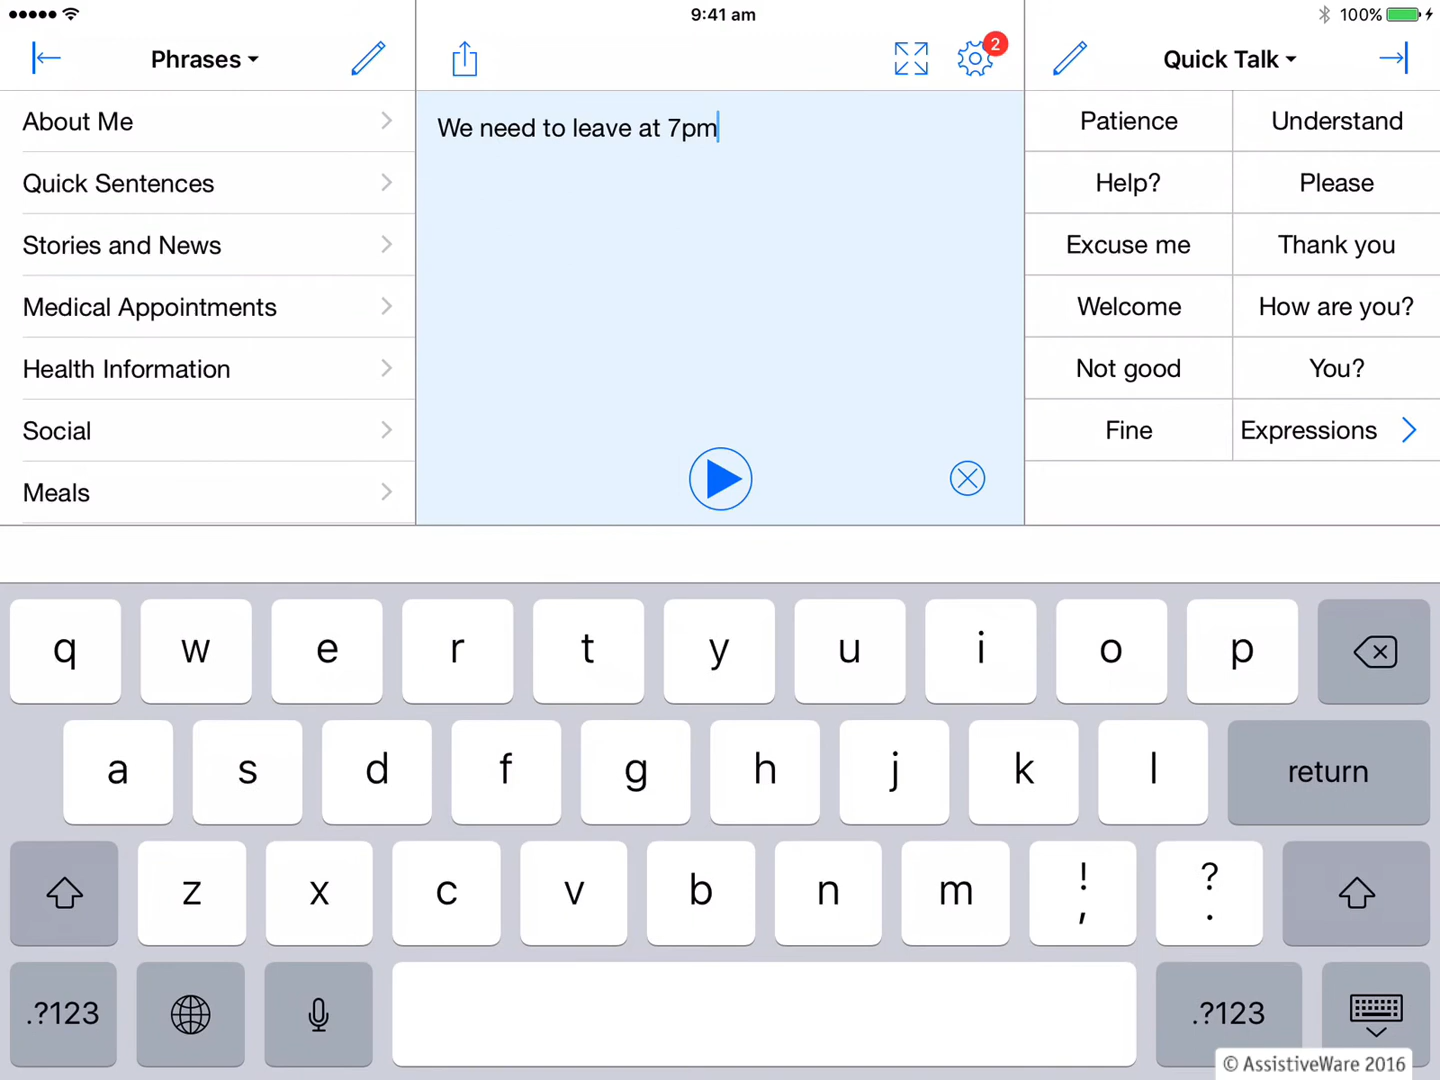 9:41 am
100%
Phrases
2
Quick Talk
About Me
Quick Sentences
Stories and News
Medical Appointments
Health Information
Social
Meals
We need to leave at 7pm
Patience Understand
Help? Please
Excuse me Thank you
Welcome How are you?
Not good You?
Fine Expressions
q w e r t y u i o p
a s d f g h j k l return
z x c v b n m ! , ? .
.?123 .?123
© AssistiveWare 2016